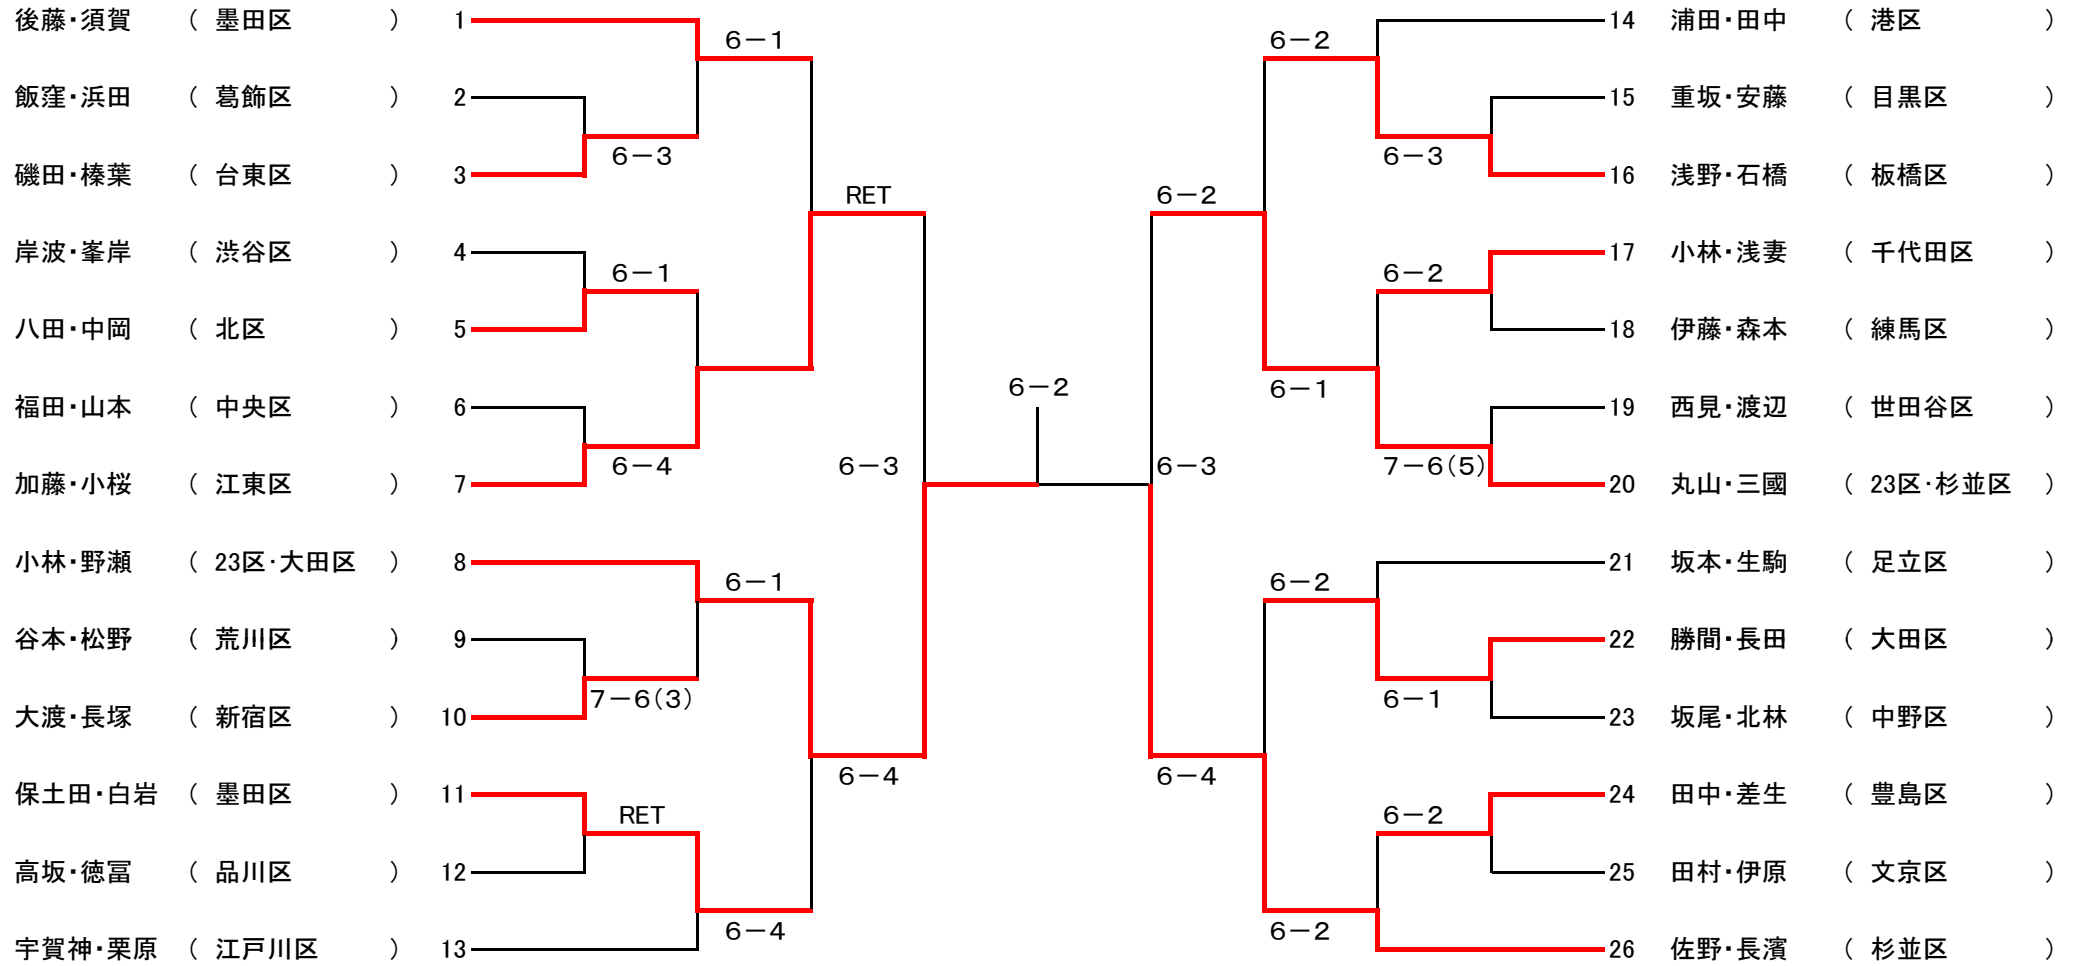 後藤・須賀 （ 墨田区 ） 1
6－1
6－2
14 浦田・田中 （ 港区 ）
飯窪・浜田 （ 葛飾区 ） 2
15 重坂・安藤 （ 目黒区 ）
6－3
6－3
磯田・榛葉 （ 台東区 ） 3
RET
6－2
16 浅野・石橋 （ 板橋区 ）
岸波・峯岸 （ 渋谷区 ） 4
6－1
6－2
17 小林・浅妻 （ 千代田区 ）
八田・中岡 （ 北区 ） 5
18 伊藤・森本 （ 練馬区 ）
6－2
6－1
福田・山本 （ 中央区 ） 6
19 西見・渡辺 （ 世田谷区 ）
6－4
6－3
6－3
7－6(5)
加藤・小桜 （ 江東区 ） 7
20 丸山・三國 （ 23区・杉並区 ）
小林・野瀬 （ 23区・大田区 ） 8
6－1
6－2
21 坂本・生駒 （ 足立区 ）
谷本・松野 （ 荒川区 ） 9
22 勝間・長田 （ 大田区 ）
7－6(3)
6－1
大渡・長塚 （ 新宿区 ） 10
23 坂尾・北林 （ 中野区 ）
6－4
6－4
保土田・白岩 （ 墨田区 ） 11
RET
6－2
24 田中・差生 （ 豊島区 ）
高坂・徳冨 （ 品川区 ） 12
25 田村・伊原 （ 文京区 ）
6－4
6－2
宇賀神・栗原 （ 江戸川区 ） 13
26 佐野・長濱 （ 杉並区 ）